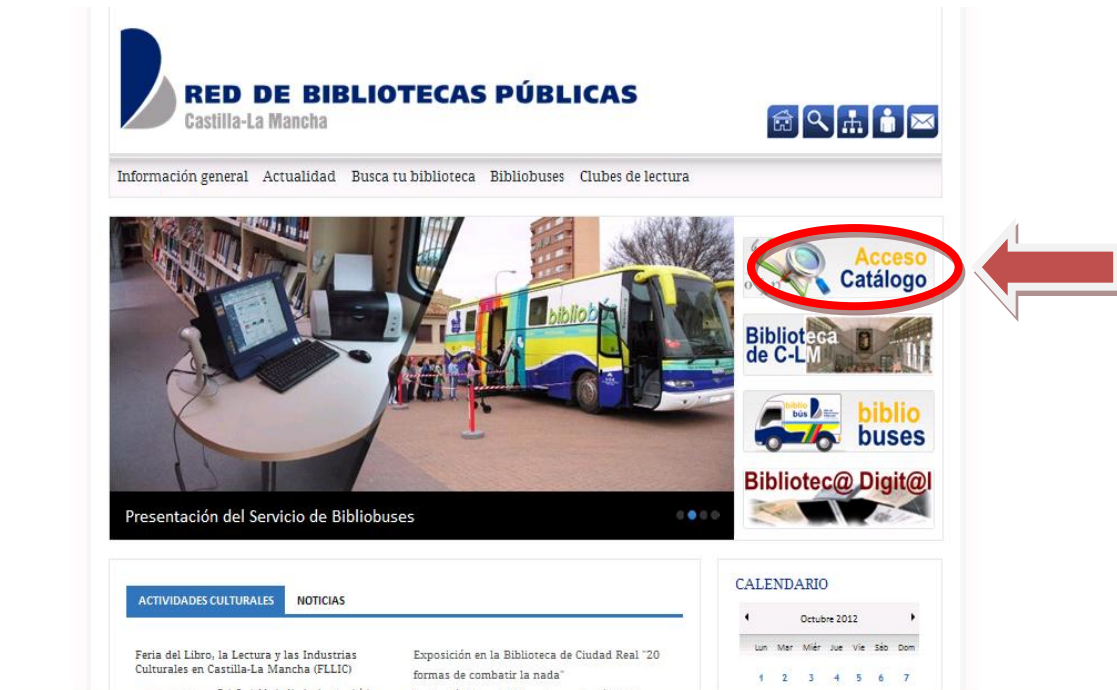 RED DE BIBLIOTECAS PÚBLICAS
Castilla-La Mancha
Información general Actualidad Busca tu biblioteca Bibliobuses Clubes de lectura
Acceso
Catálogo
Biblioteca
de C-LM
biblio
bús
biblio
buses
Bibliotec@ Digit@l
Presentación del Servicio de Bibliobuses
ACTIVIDADES CULTURALES NOTICIAS
Feria del Libro, la Lectura y las Industrias
Culturales en Castilla-La Mancha (FLLIC)
Exposición en la Biblioteca de Ciudad Real "20
formas de combatir la nada"
CALENDARIO
Octubre 2012
Lun Mar Miér Jue Vie Sáb Dom
1 2 3 4 5 6 7